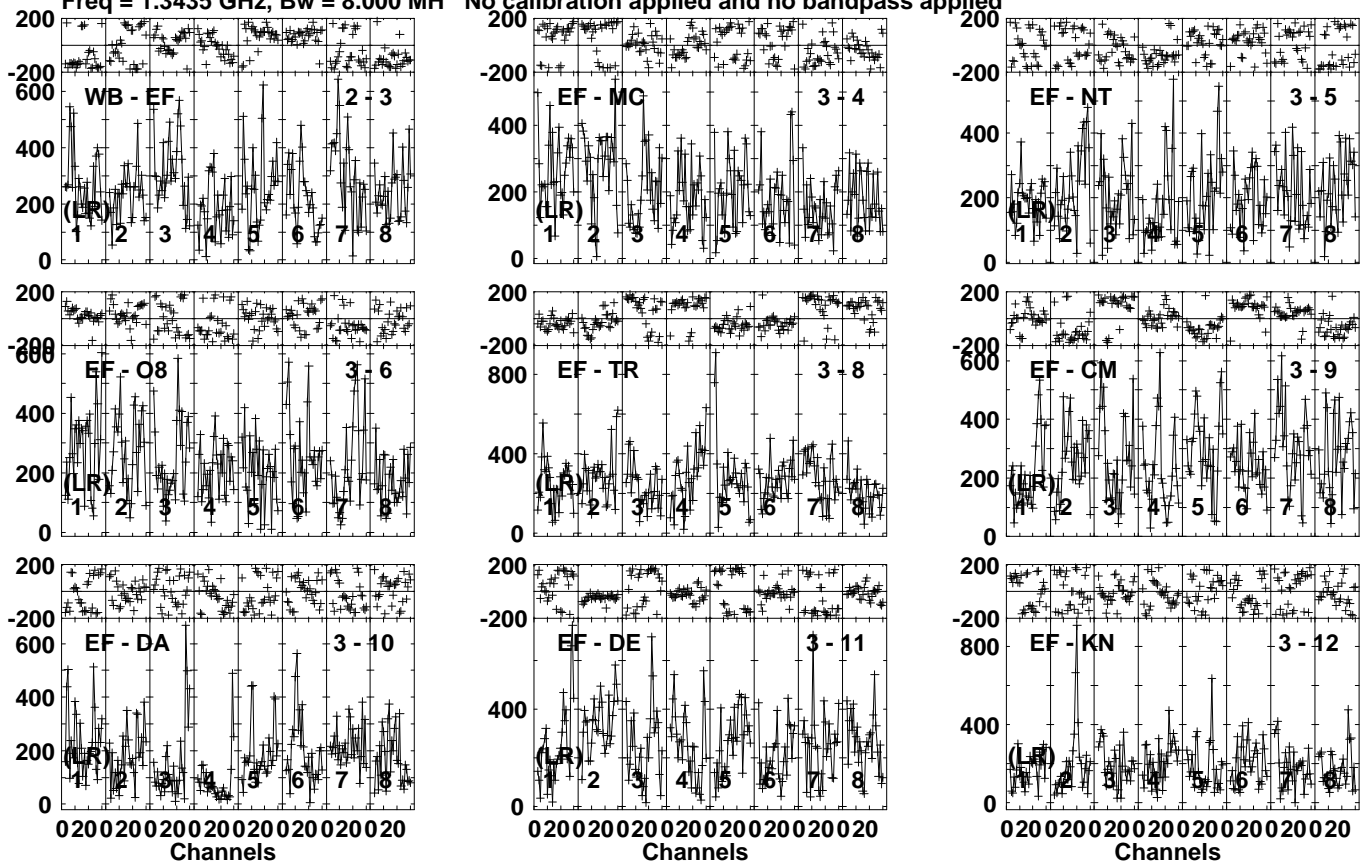 Freq = 1.3435 GHz, Bw = 8.000 MH No calibration applied and no bandpass applied
200
-200
WB - EF 2 - 3
600
400
200
0
(LR)
1 2 3 4 5 6 7 8
200
-200
EF - MC 3 - 4
400
200
0
(LR)
1 2 3 4 5 6 7 8
200
-200
EF - NT 3 - 5
400
200
0
(LR)
1 2 3 4 5 6 7 8
200
-200
EF - O8 3 - 6
600
400
200
0
(LR)
1 2 3 4 5 6 7 8
200
-200
EF - TR 3 - 8
800
400
0
(LR)
1 2 3 4 5 6 7 8
200
-200
EF - CM 3 - 9
600
400
200
0
(LR)
1 2 3 4 5 6 7 8
200
-200
EF - DA 3 - 10
600
400
200
0
(LR)
1 2 3 4 5 6 7 8
0 20 0 20 0 20 0 20 0 20 0 20 0 20 0 20
Channels
200
-200
EF - DE 3 - 11
400
0
(LR)
1 2 3 4 5 6 7 8
0 20 0 20 0 20 0 20 0 20 0 20 0 20 0 20
Channels
200
-200
EF - KN 3 - 12
800
400
0
(LR)
1 2 3 4 5 6 7 8
0 20 0 20 0 20 0 20 0 20 0 20 0 20 0 20
Channels